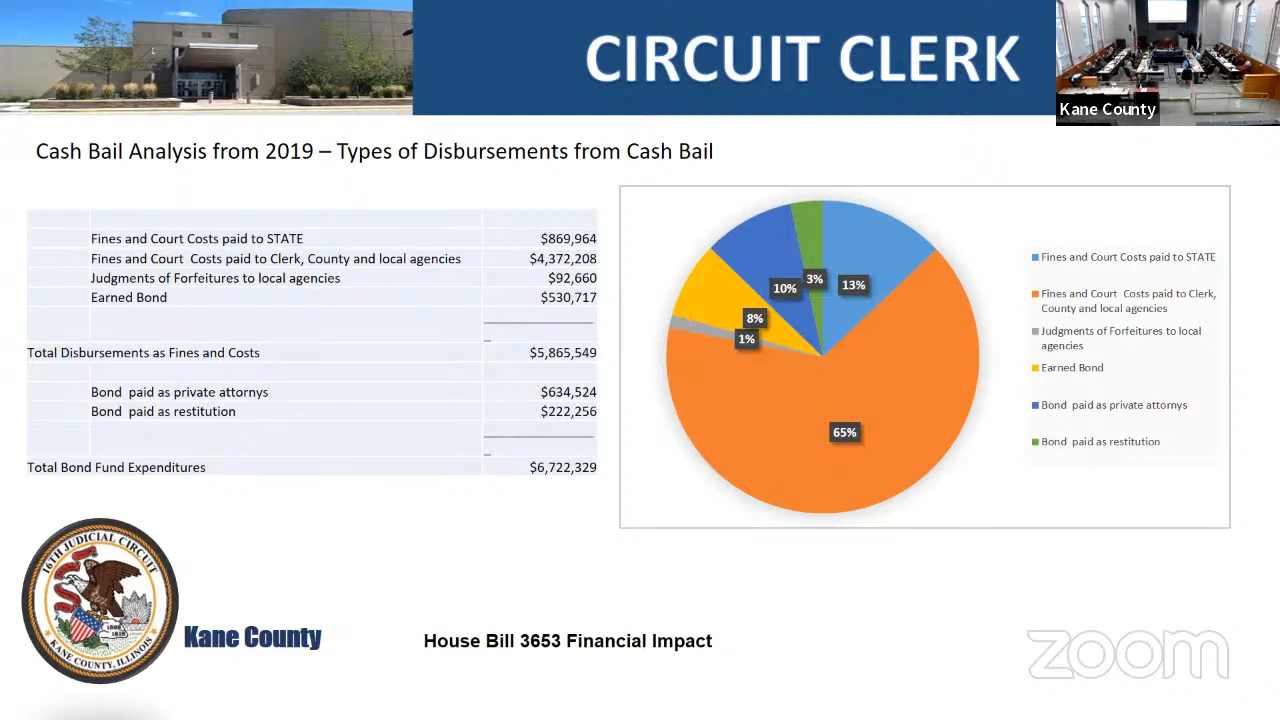 CIRCUIT CLERK
Kane County
Cash Bail Analysis from 2019 – Types of Disbursements from Cash Bail
Fines and Court Costs paid to STATE $869,964
Fines and Court  Costs paid to Clerk, County and local agencies $4,372,208
Judgments of Forfeitures to local agencies $92,660
Earned Bond $530,717
Total Disbursements as Fines and Costs $5,865,549
Bond  paid as private attornys $634,524
Bond  paid as restitution $222,256
Total Bond Fund Expenditures $6,722,329
3%
10%
13%
8%
1%
65%
Fines and Court Costs paid to STATE
Fines and Court  Costs paid to Clerk,
County and local agencies
Judgments of Forfeitures to local
agencies
Earned Bond
Bond  paid as private attornys
Bond  paid as restitution
16TH JUDICIAL CIRCUIT
1868
1818
KANE COUNTY, ILLINOIS
Kane County
House Bill 3653 Financial Impact
zoom